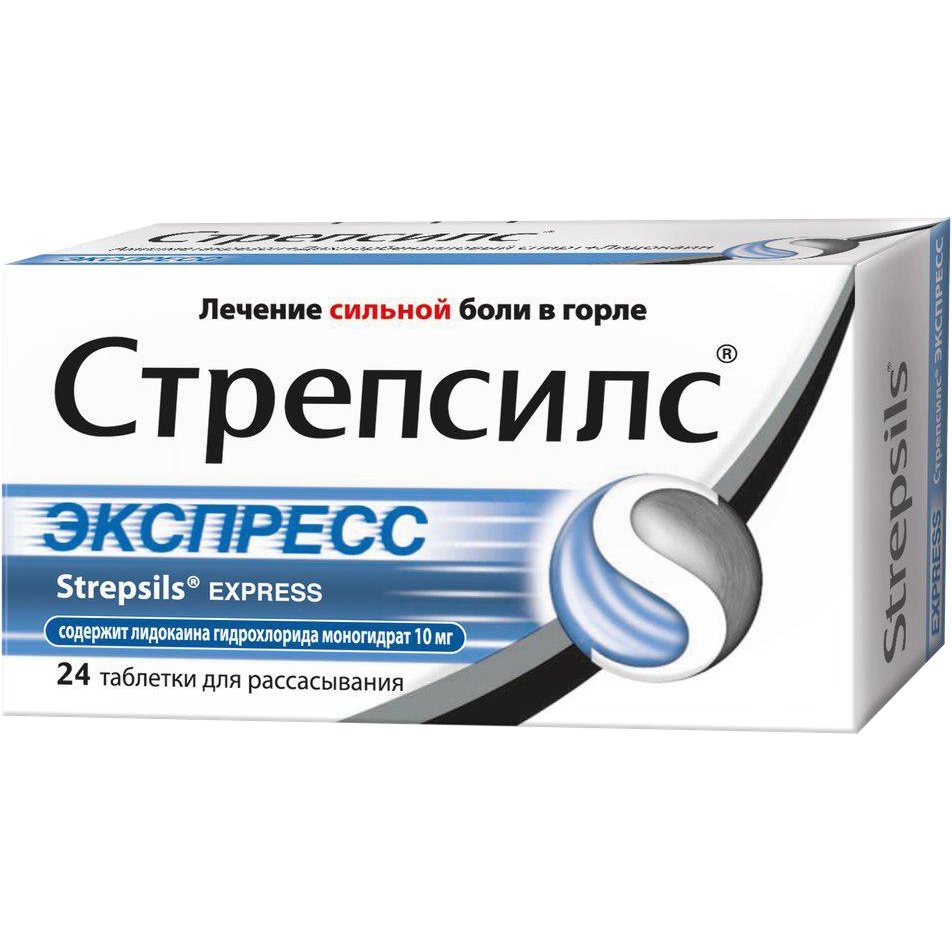 Стрепсилс®
ЭКСПРЕСС
Лечение сильной боли в горле
Стрепсилс®
ЭКСПРЕСС
Strepsils® EXPRESS
содержит лидокаина гидрохлорида моногидрат 10 мг
24 таблетки для рассасывания
Strepsils®
EXPRESS Стрепсилс® ЭКСПРЕСС